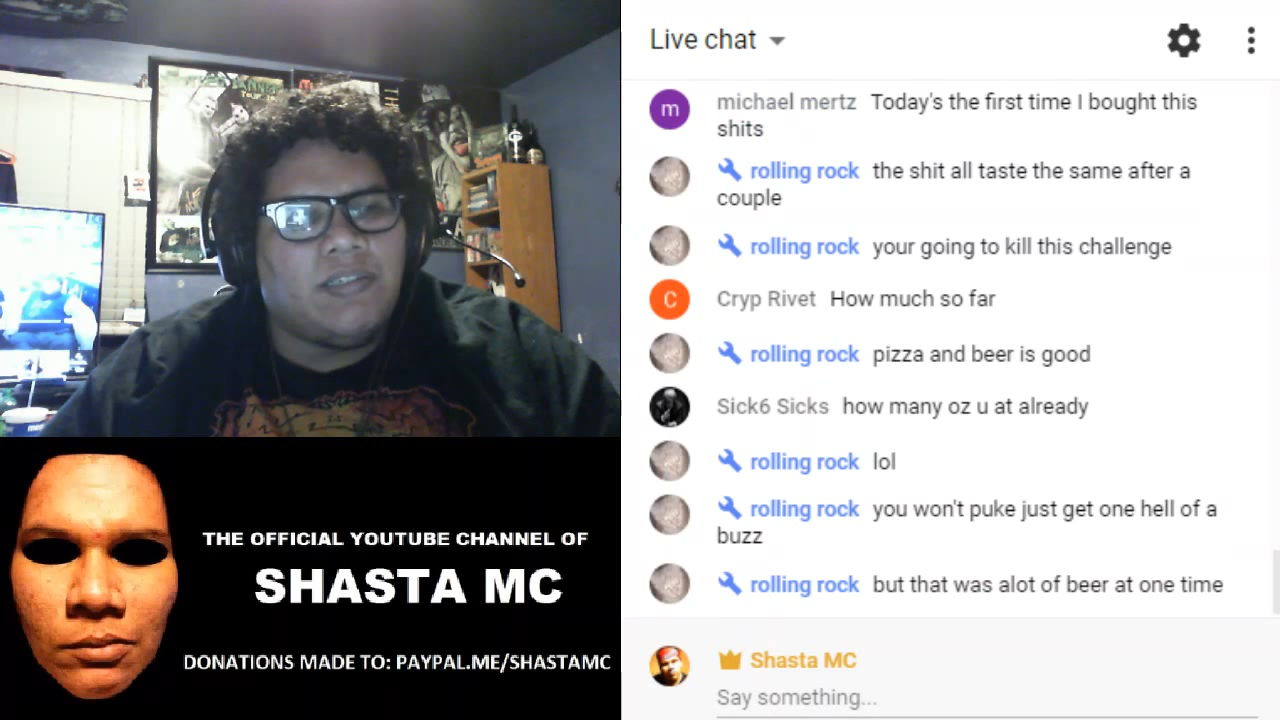 THE OFFICIAL YOUTUBE CHANNEL OF
SHASTA MC
DONATIONS MADE TO: PAYPAL.ME/SHASTAMC
Live chat
m
michael mertz Today's the first time I bought this
shits
rolling rock the shit all taste the same after a
couple
rolling rock your going to kill this challenge
C
Cryp Rivet How much so far
rolling rock pizza and beer is good
Sick6 Sicks how many oz u at already
rolling rock lol
rolling rock you won't puke just get one hell of a
buzz
rolling rock but that was alot of beer at one time
Shasta MC
Say something...